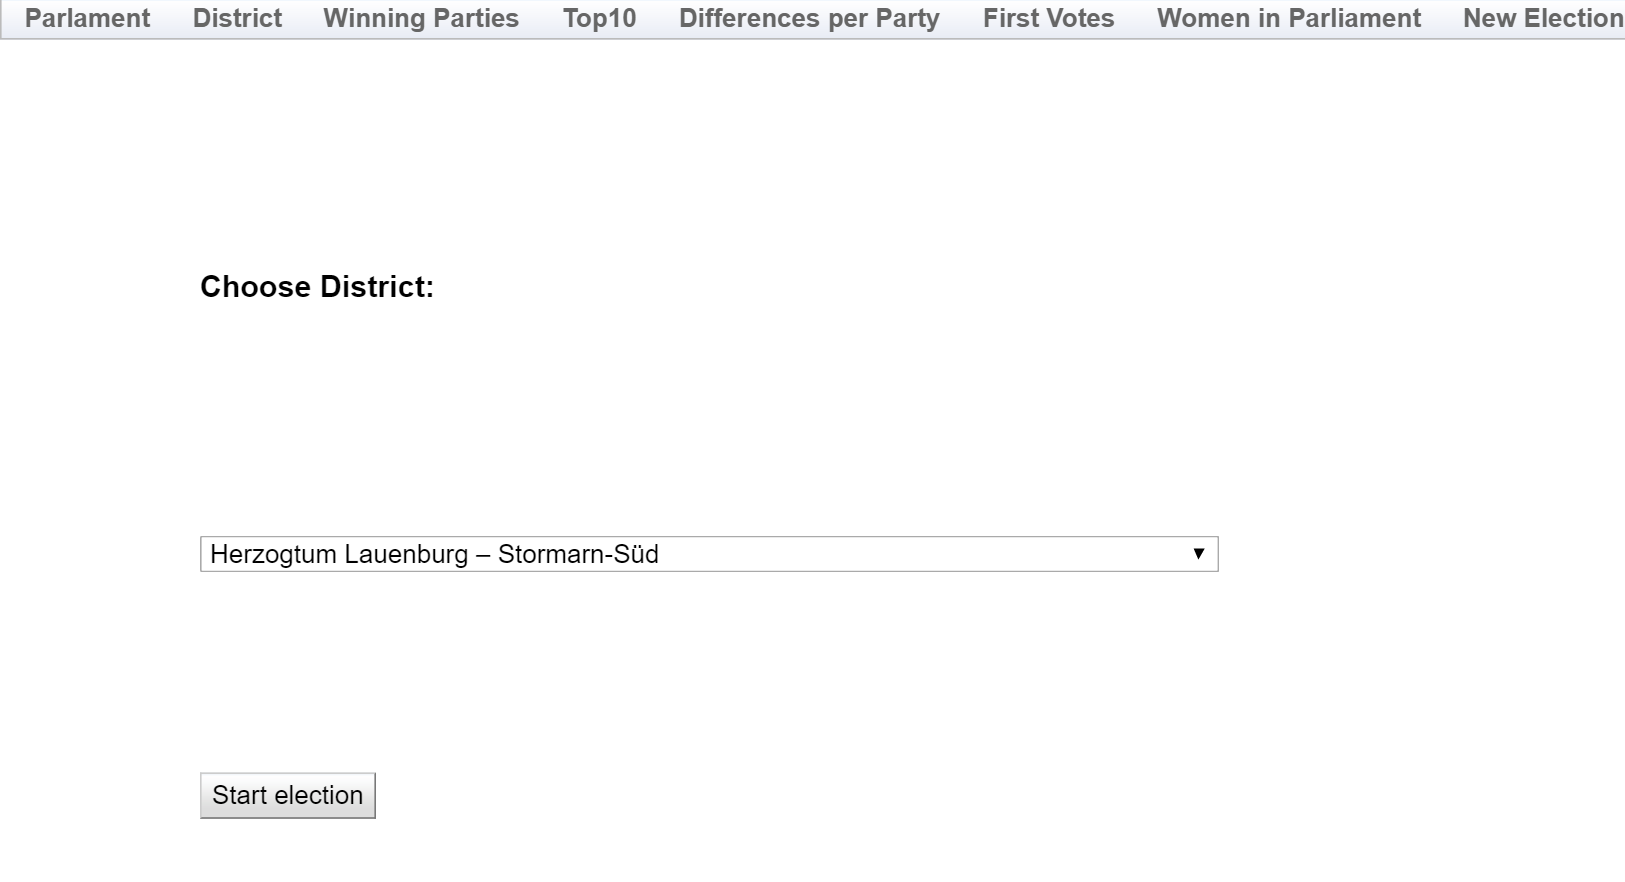 Parlament District Winning Parties Top10 Differences per Party First Votes Women in Parliament New Election
Choose District:
Herzogtum Lauenburg – Stormarn-Süd
Start election